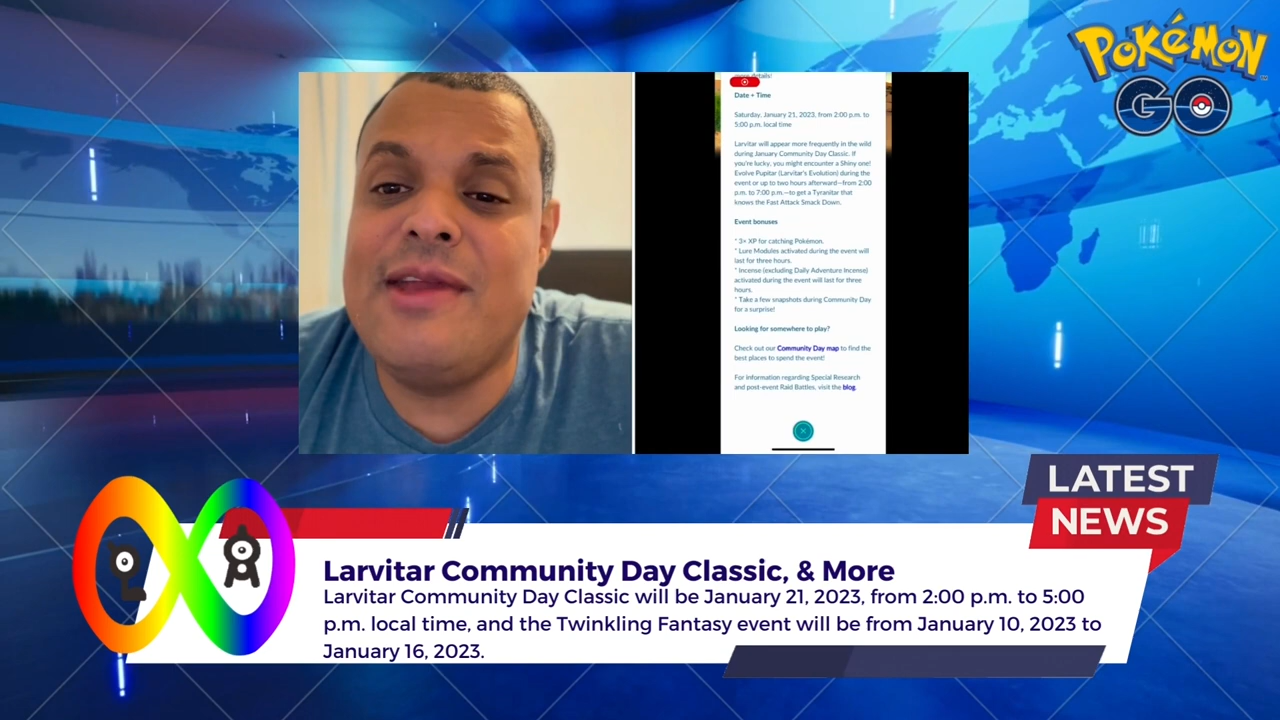 POKÉMON
GO
more details!
Date + Time
Saturday, January 21, 2023, from 2:00 p.m. to
5:00 p.m. local time
Larvitar will appear more frequently in the wild
during January Community Day Classic. If
you're lucky, you might encounter a Shiny one!
Evolve Pupitar (Larvitar's Evolution) during the
event or up to two hours afterward—from 2:00
p.m. to 7:00 p.m.—to get a Tyranitar that
knows the Fast Attack Smack Down.
Event bonuses
* 3× XP for catching Pokémon.
* Lure Modules activated during the event will
last for three hours.
* Incense (excluding Daily Adventure Incense)
activated during the event will last for three
hours.
* Take a few snapshots during Community Day
for a surprise!
Looking for somewhere to play?
Check out our Community Day map to find the
best places to spend the event!
For information regarding Special Research
and post-event Raid Battles, visit the blog.
LATEST
NEWS
L A
Larvitar Community Day Classic, & More
Larvitar Community Day Classic will be January 21, 2023, from 2:00 p.m. to 5:00
p.m. local time, and the Twinkling Fantasy event will be from January 10, 2023 to
January 16, 2023.